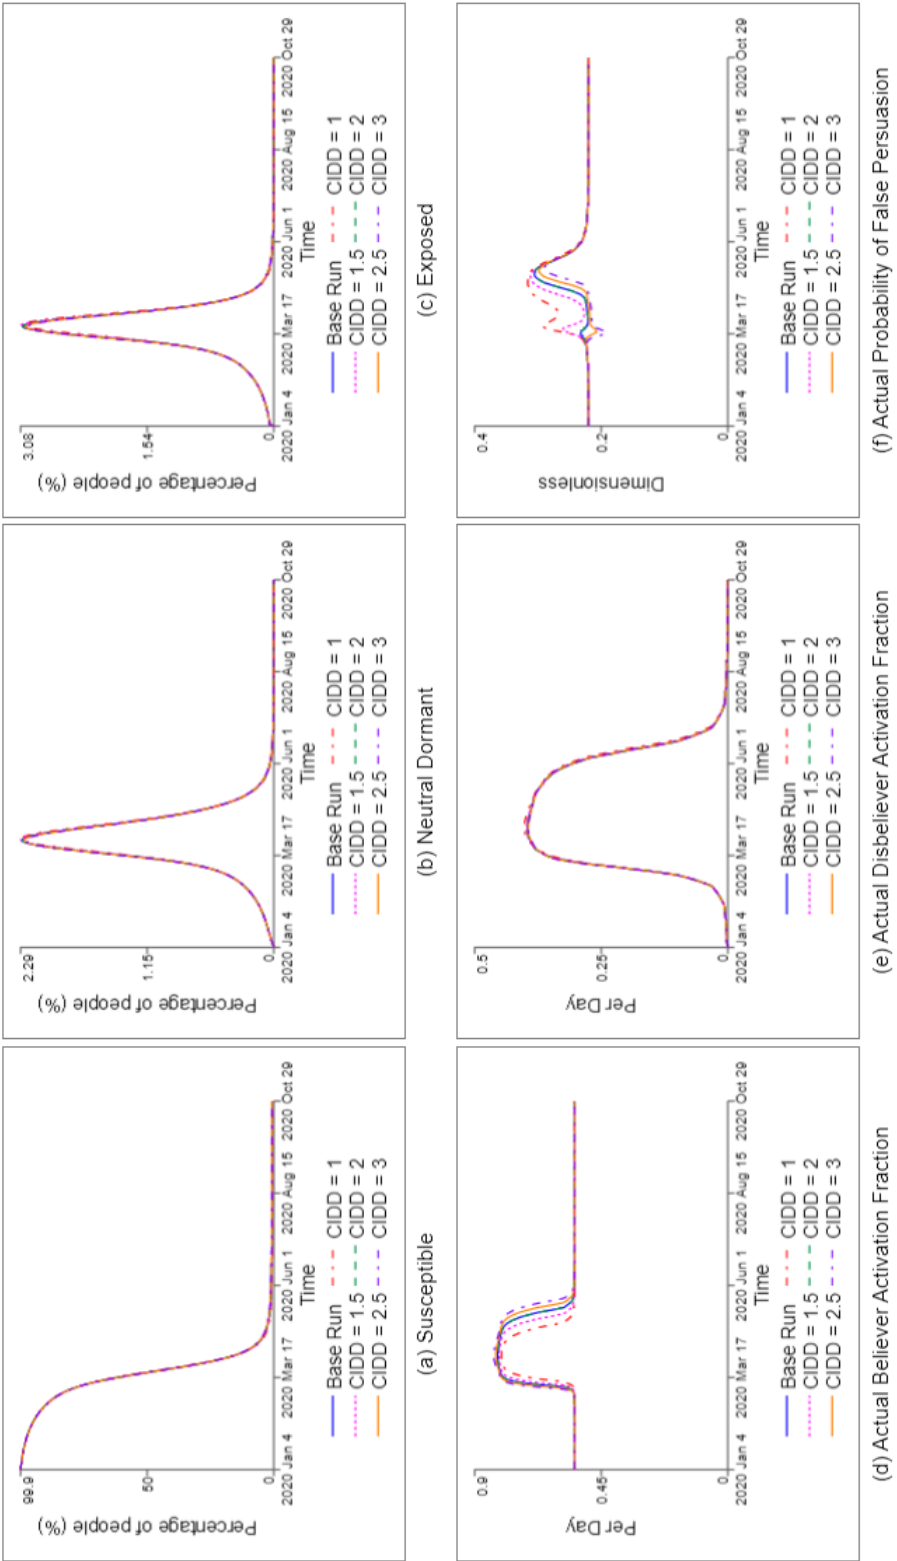 99.9
50
0
Percentage of people (%)
2020 Jan 4 2020 Mar 17 2020 Jun 1 2020 Aug 15 2020 Oct 29
Time
Base Run CIDD = 1
CIDD = 1.5 CIDD = 2
CIDD = 2.5 CIDD = 3
(a) Susceptible
2.29
1.15
0
Percentage of people (%)
2020 Jan 4 2020 Mar 17 2020 Jun 1 2020 Aug 15 2020 Oct 29
Time
Base Run CIDD = 1
CIDD = 1.5 CIDD = 2
CIDD = 2.5 CIDD = 3
(b) Neutral Dormant
3.08
1.54
0
Percentage of people (%)
2020 Jan 4 2020 Mar 17 2020 Jun 1 2020 Aug 15 2020 Oct 29
Time
Base Run CIDD = 1
CIDD = 1.5 CIDD = 2
CIDD = 2.5 CIDD = 3
(c) Exposed
0.9
0.45
0
Per Day
2020 Jan 4 2020 Mar 17 2020 Jun 1 2020 Aug 15 2020 Oct 29
Time
Base Run CIDD = 1
CIDD = 1.5 CIDD = 2
CIDD = 2.5 CIDD = 3
(d) Actual Believer Activation Fraction
0.5
0.25
0
Per Day
2020 Jan 4 2020 Mar 17 2020 Jun 1 2020 Aug 15 2020 Oct 29
Time
Base Run CIDD = 1
CIDD = 1.5 CIDD = 2
CIDD = 2.5 CIDD = 3
(e) Actual Disbeliever Activation Fraction
0.4
0.2
0
Dimensionless
2020 Jan 4 2020 Mar 17 2020 Jun 1 2020 Aug 15 2020 Oct 29
Time
Base Run CIDD = 1
CIDD = 1.5 CIDD = 2
CIDD = 2.5 CIDD = 3
(f) Actual Probability of False Persuasion